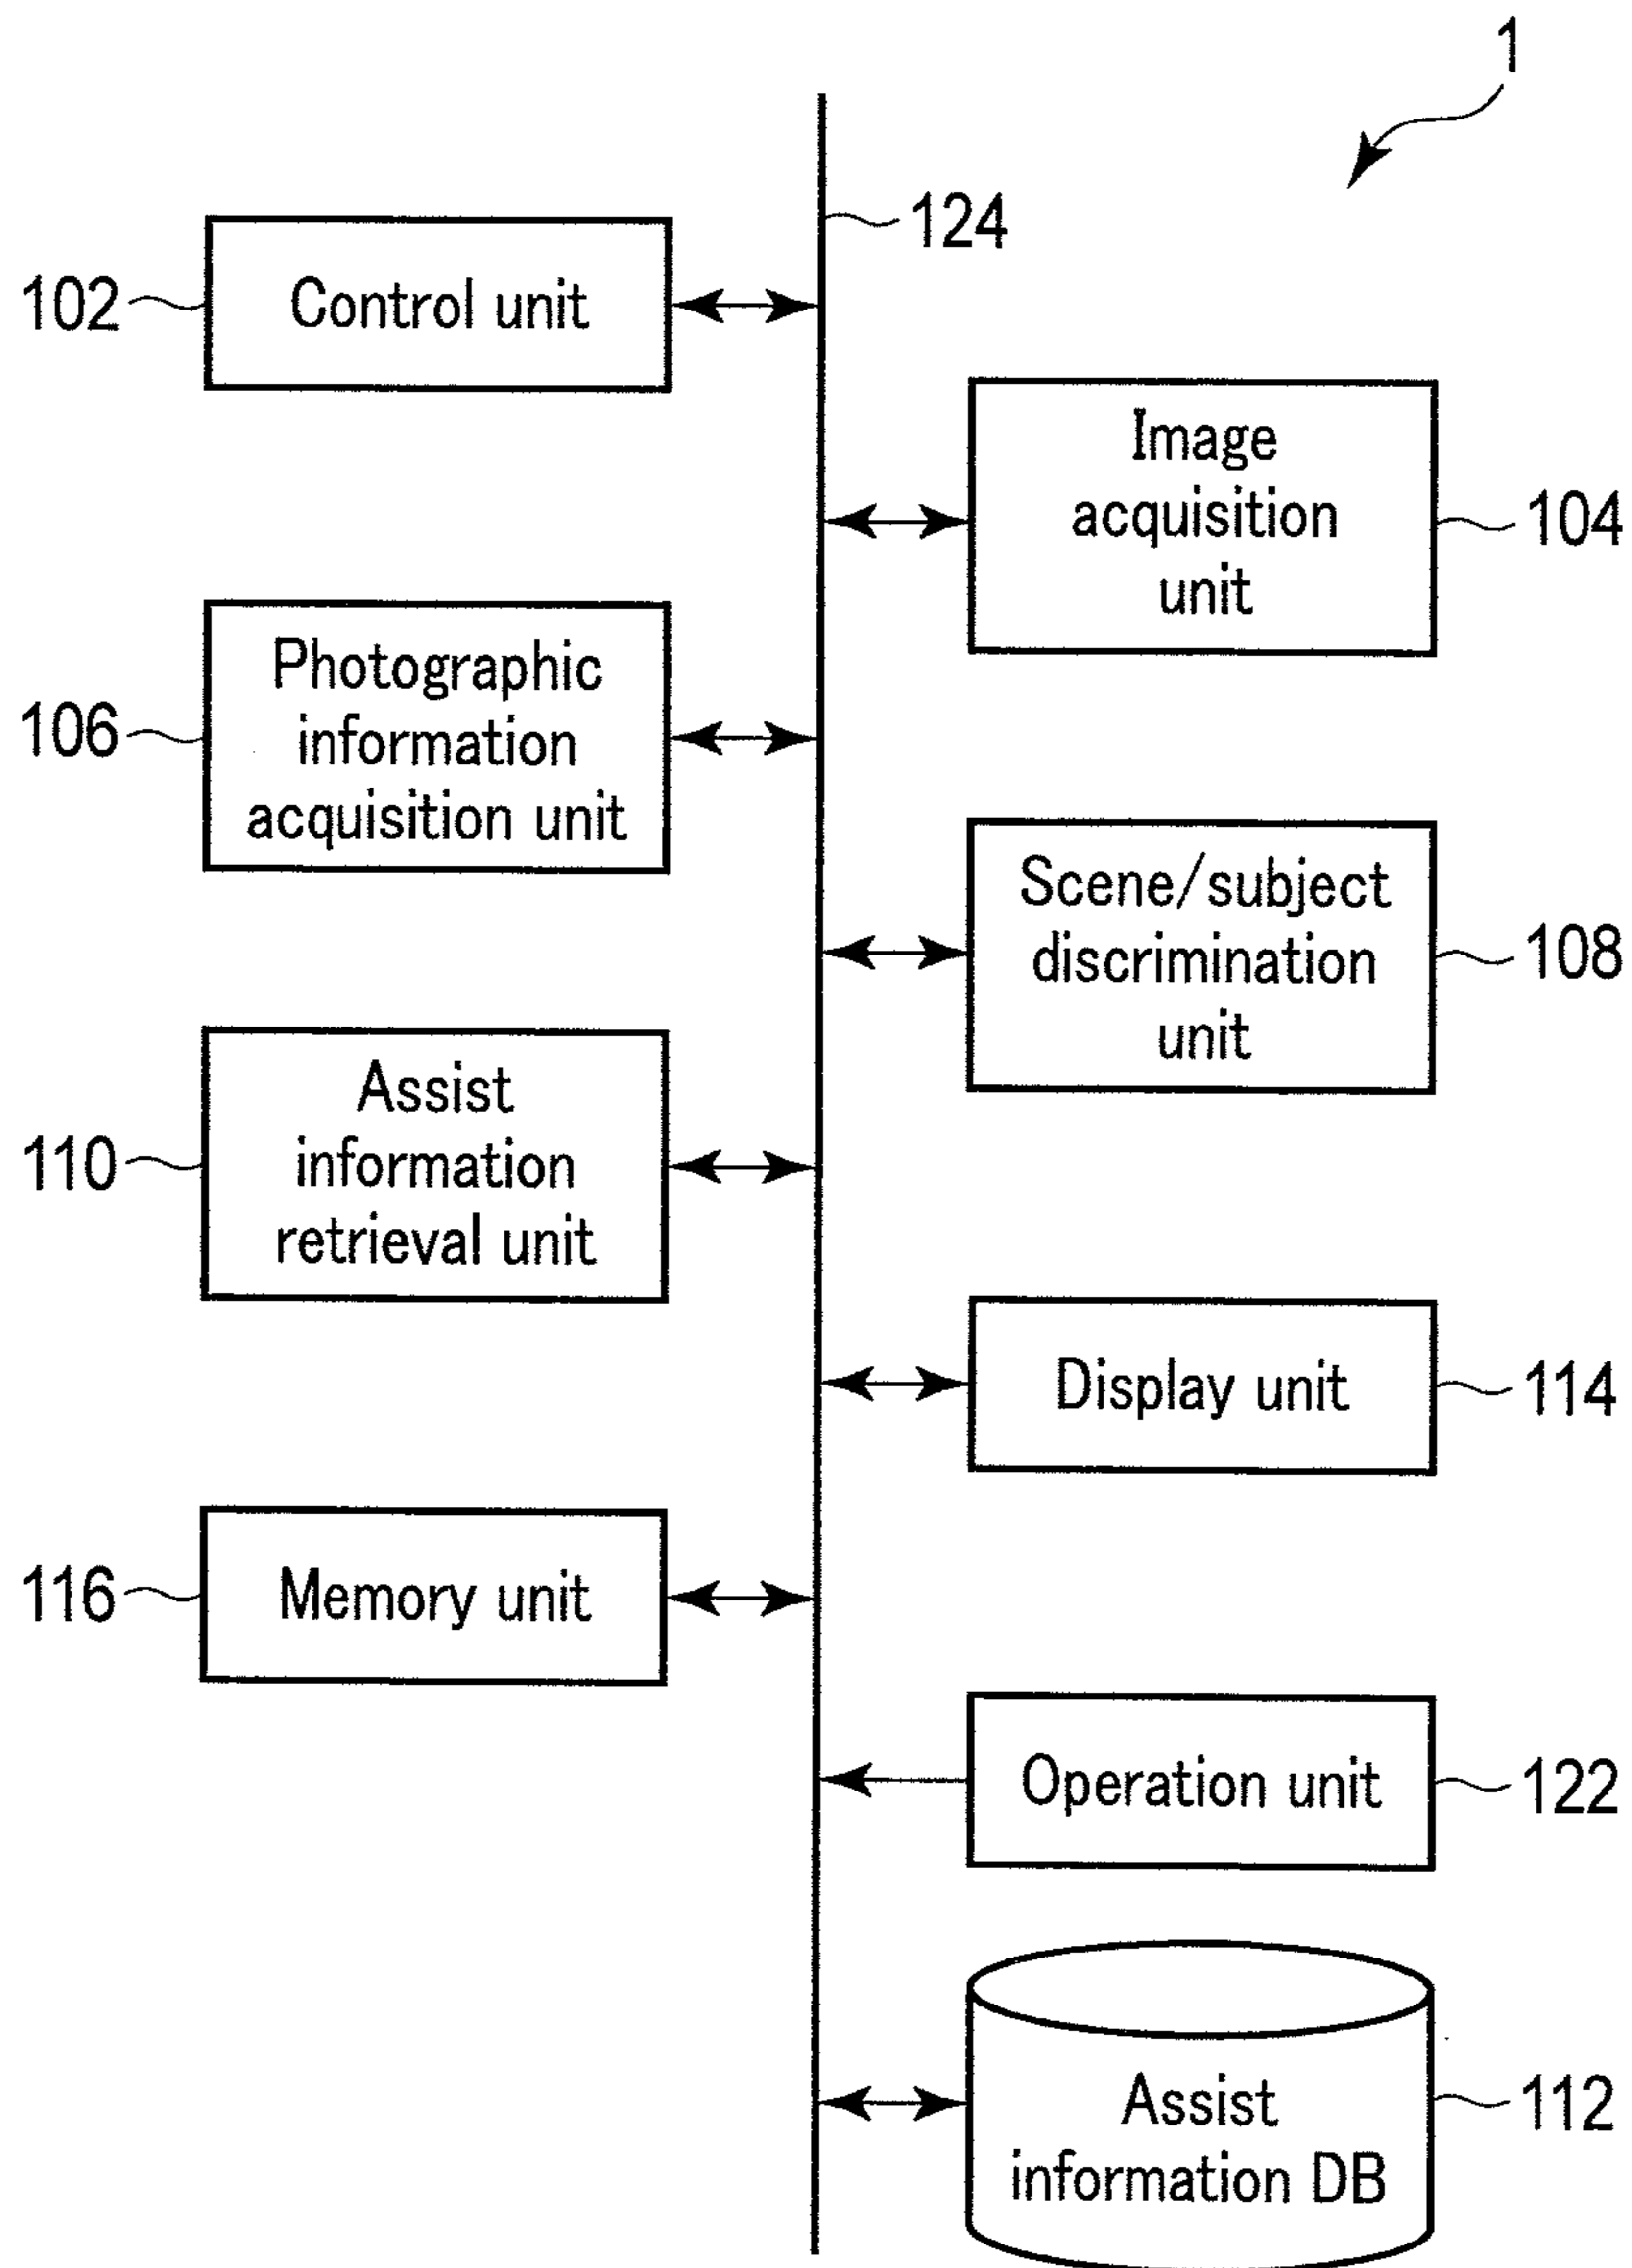 1
124
102
Control unit
Image
acquisition
unit
104
106
Photographic
information
acquisition unit
Scene/subject
discrimination
unit
108
110
Assist
information
retrieval unit
Display unit
114
116
Memory unit
Operation unit
122
Assist
information DB
112